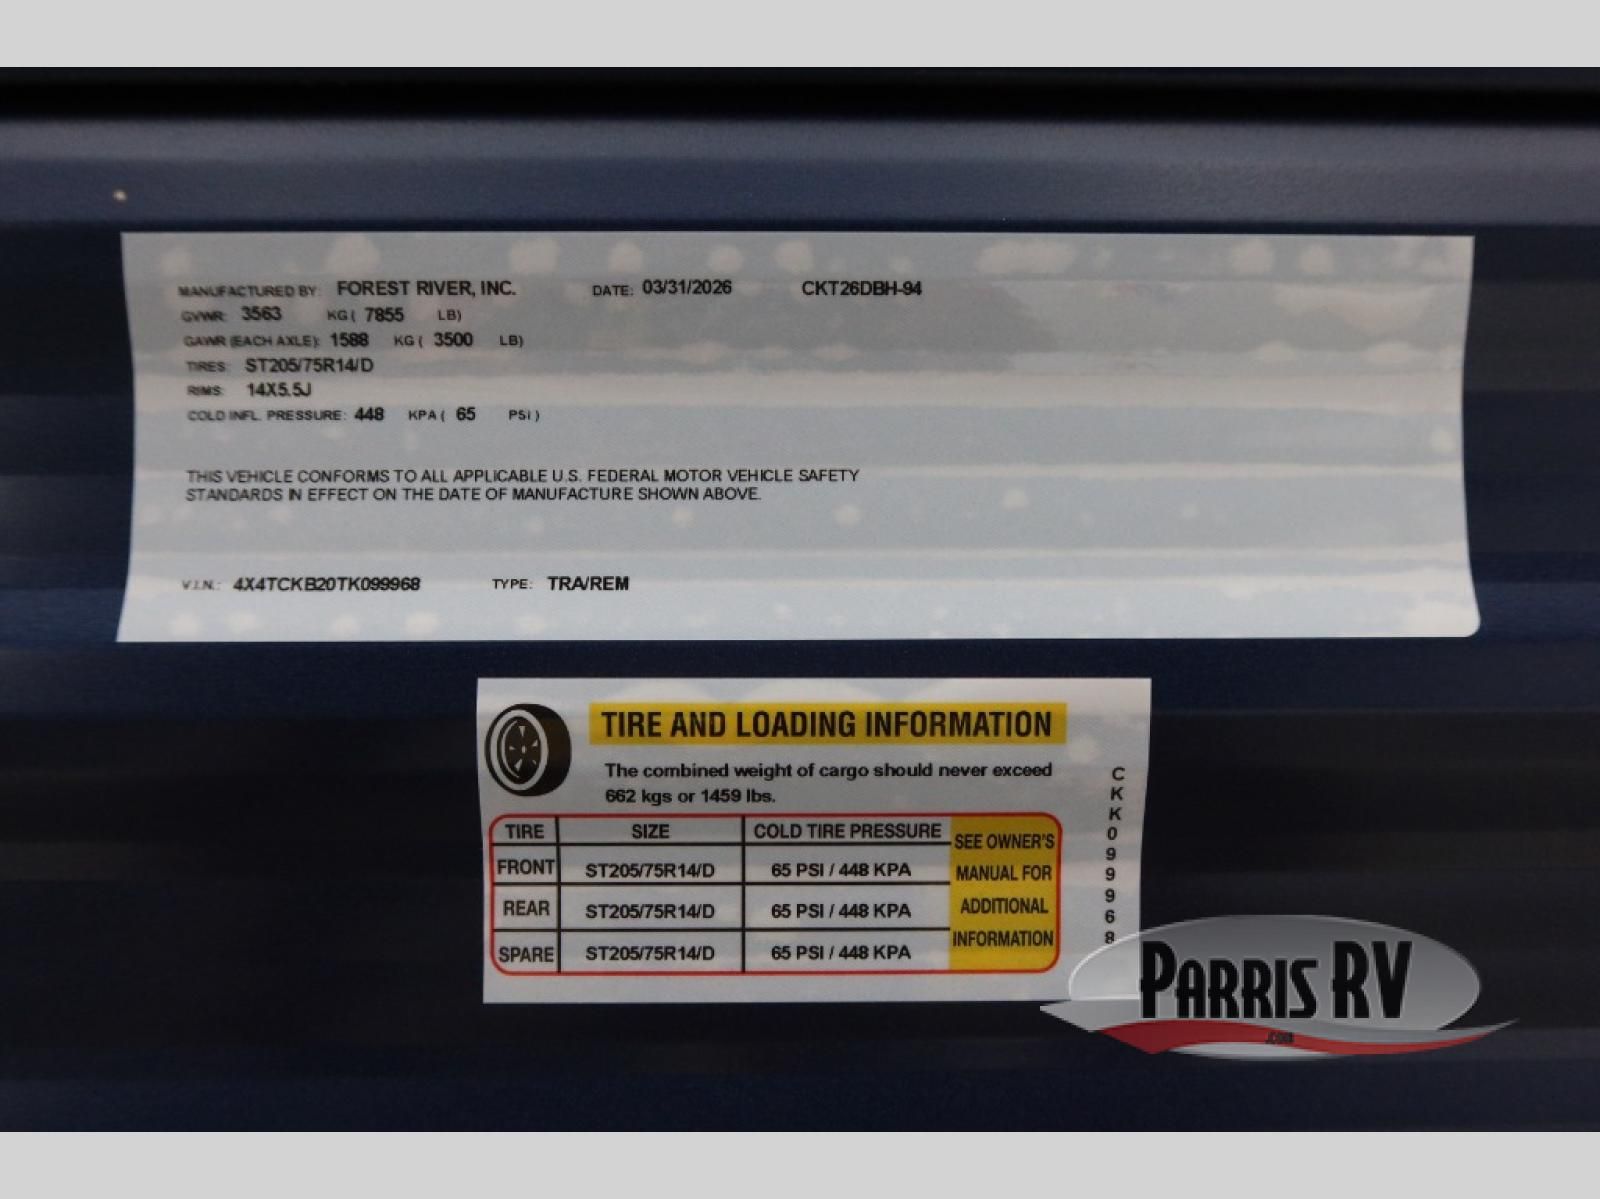 MANUFACTURED BY: FOREST RIVER, INC. DATE: 03/31/2026 CKT26DBH-94
GVWR: 3563 KG ( 7855 LB)
GAWR (EACH AXLE): 1588 KG ( 3500 LB)
TIRES: ST205/75R14/D
RIMS: 14X5.5J
COLD INFL. PRESSURE: 448 KPA ( 65 PSI )
THIS VEHICLE CONFORMS TO ALL APPLICABLE U.S. FEDERAL MOTOR VEHICLE SAFETY
STANDARDS IN EFFECT ON THE DATE OF MANUFACTURE SHOWN ABOVE.
V.I.N.: 4X4TCKB20TK099968 TYPE: TRA/REM
TIRE AND LOADING INFORMATION
The combined weight of cargo should never exceed
662 kgs or 1459 lbs.
TIRE SIZE COLD TIRE PRESSURE
FRONT ST205/75R14/D 65 PSI / 448 KPA
REAR ST205/75R14/D 65 PSI / 448 KPA
SPARE ST205/75R14/D 65 PSI / 448 KPA
SEE OWNER'S
MANUAL FOR
ADDITIONAL
INFORMATION
CKK099968
PARRIS RV
.COM